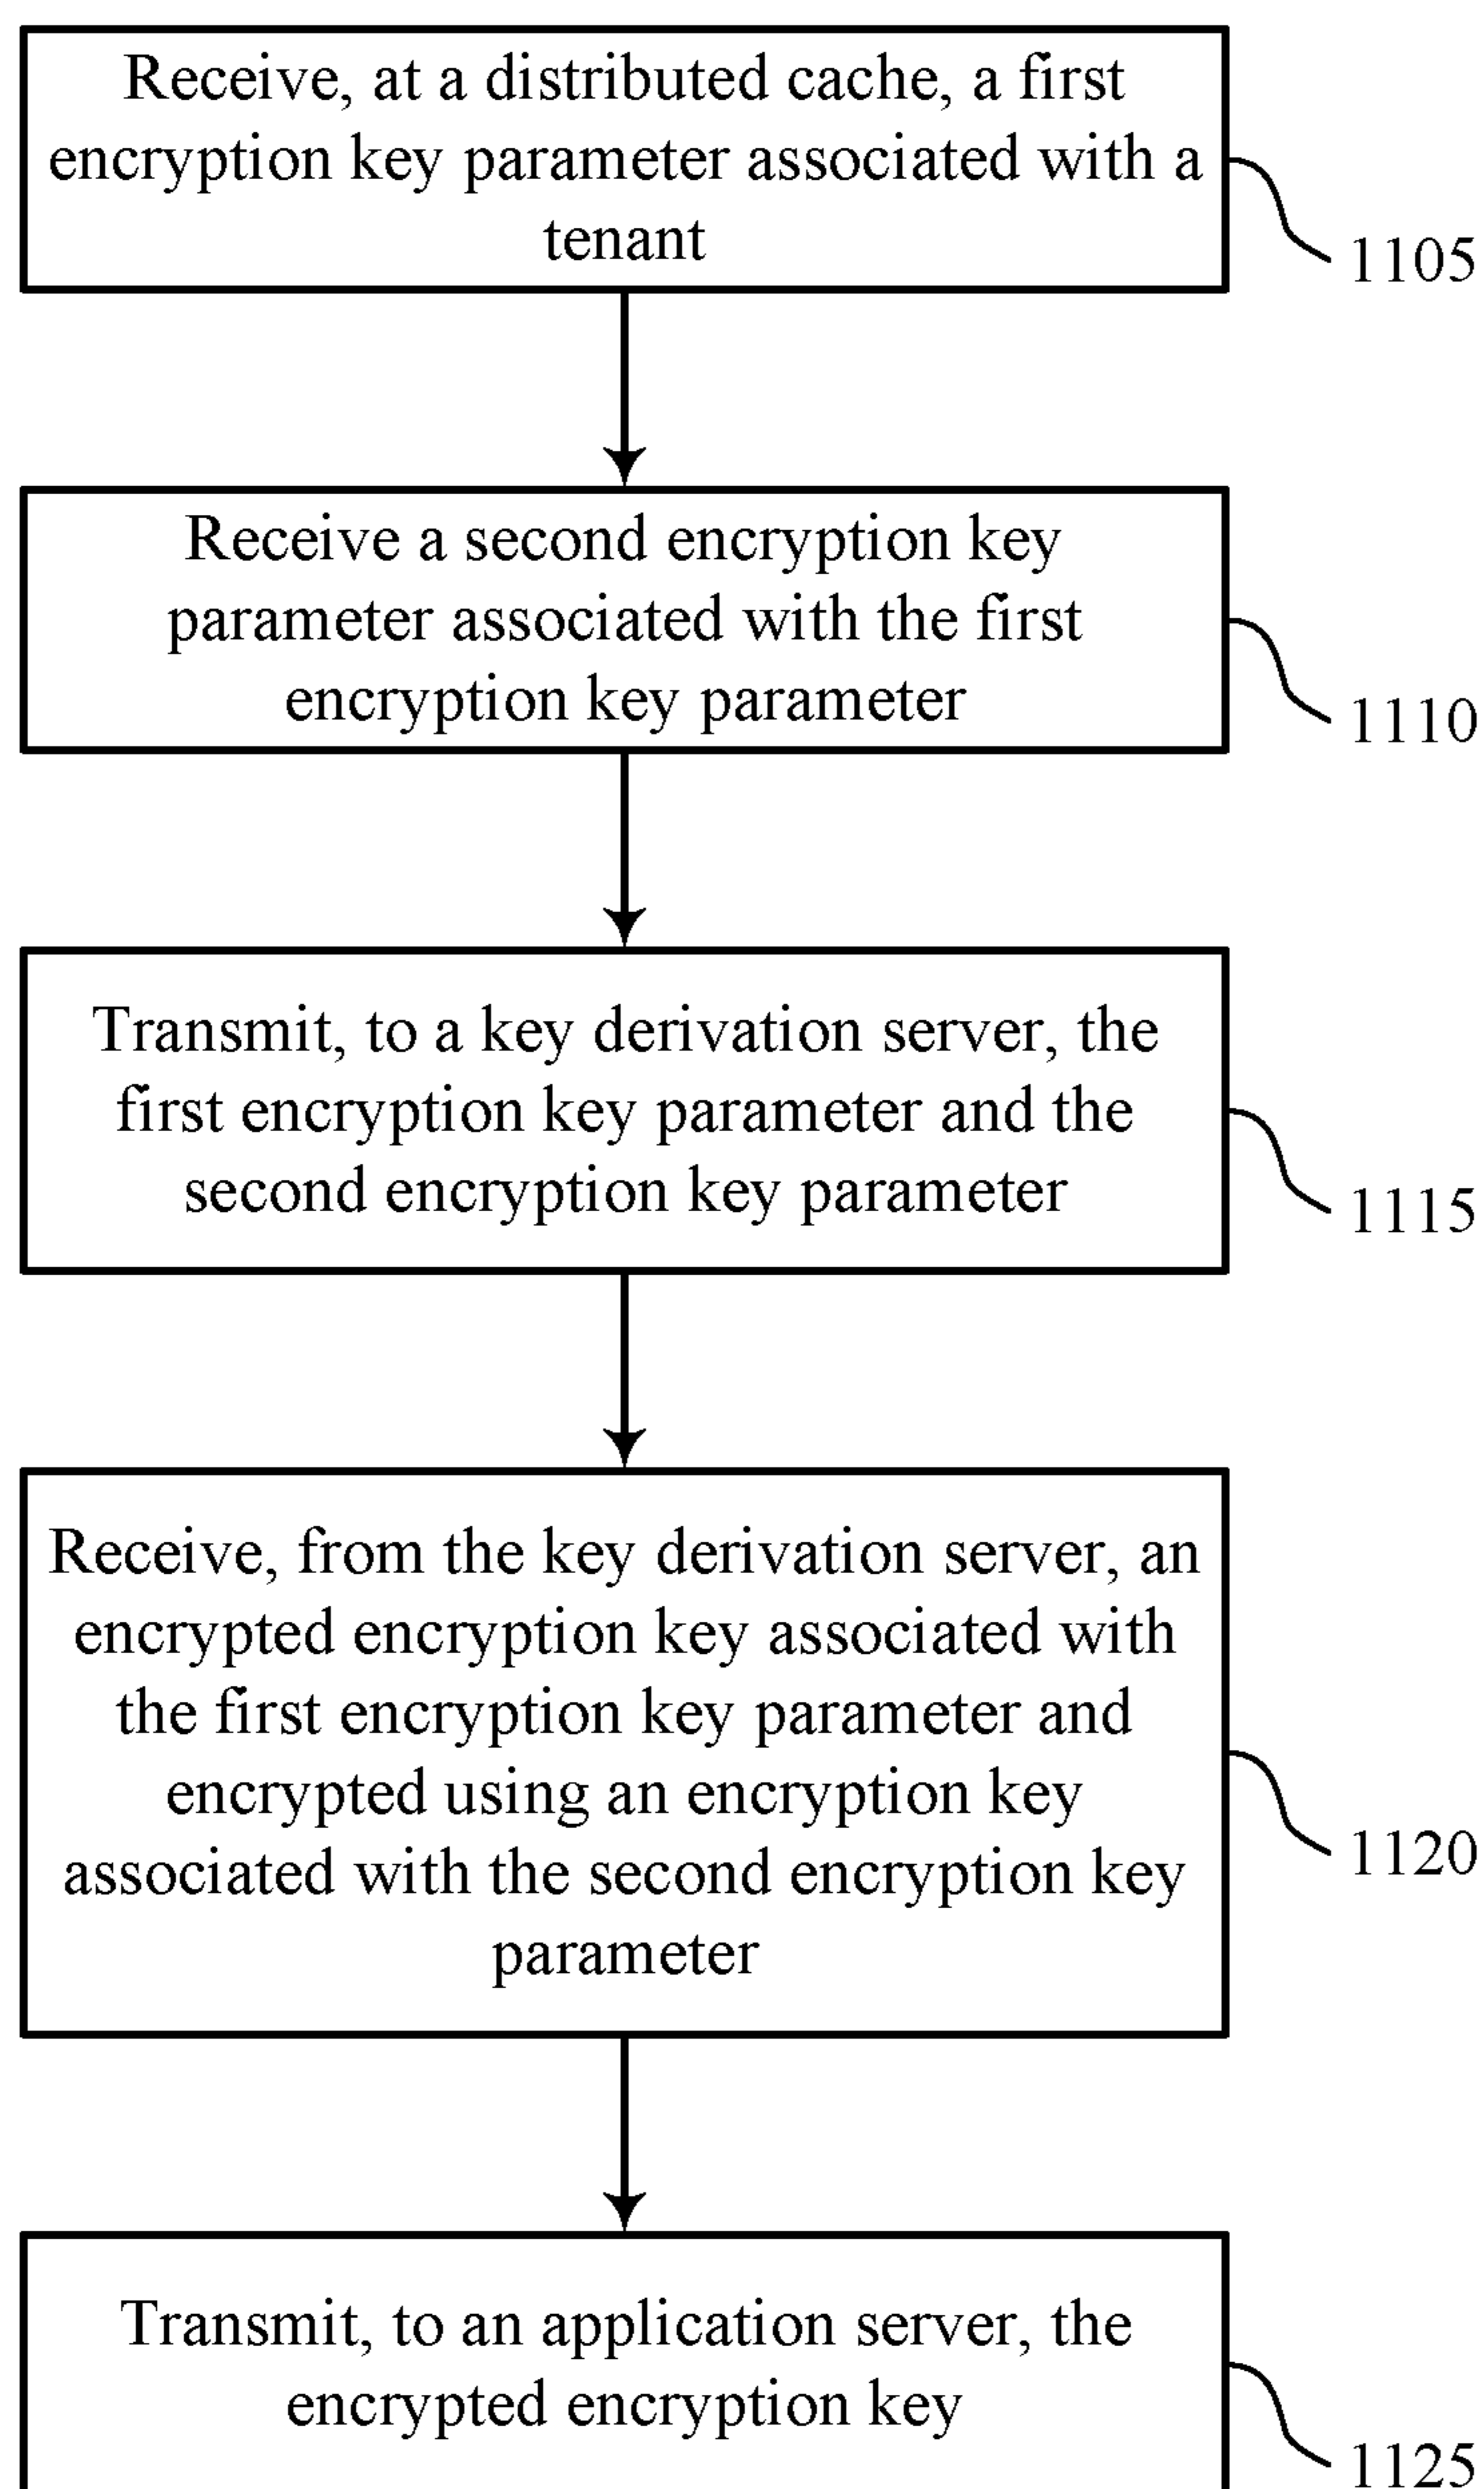 Receive, at a distributed cache, a first
encryption key parameter associated with a
tenant
1105
Receive a second encryption key
parameter associated with the first
encryption key parameter
1110
Transmit, to a key derivation server, the
first encryption key parameter and the
second encryption key parameter
1115
Receive, from the key derivation server, an
encrypted encryption key associated with
the first encryption key parameter and
encrypted using an encryption key
associated with the second encryption key
parameter
1120
Transmit, to an application server, the
encrypted encryption key
1125